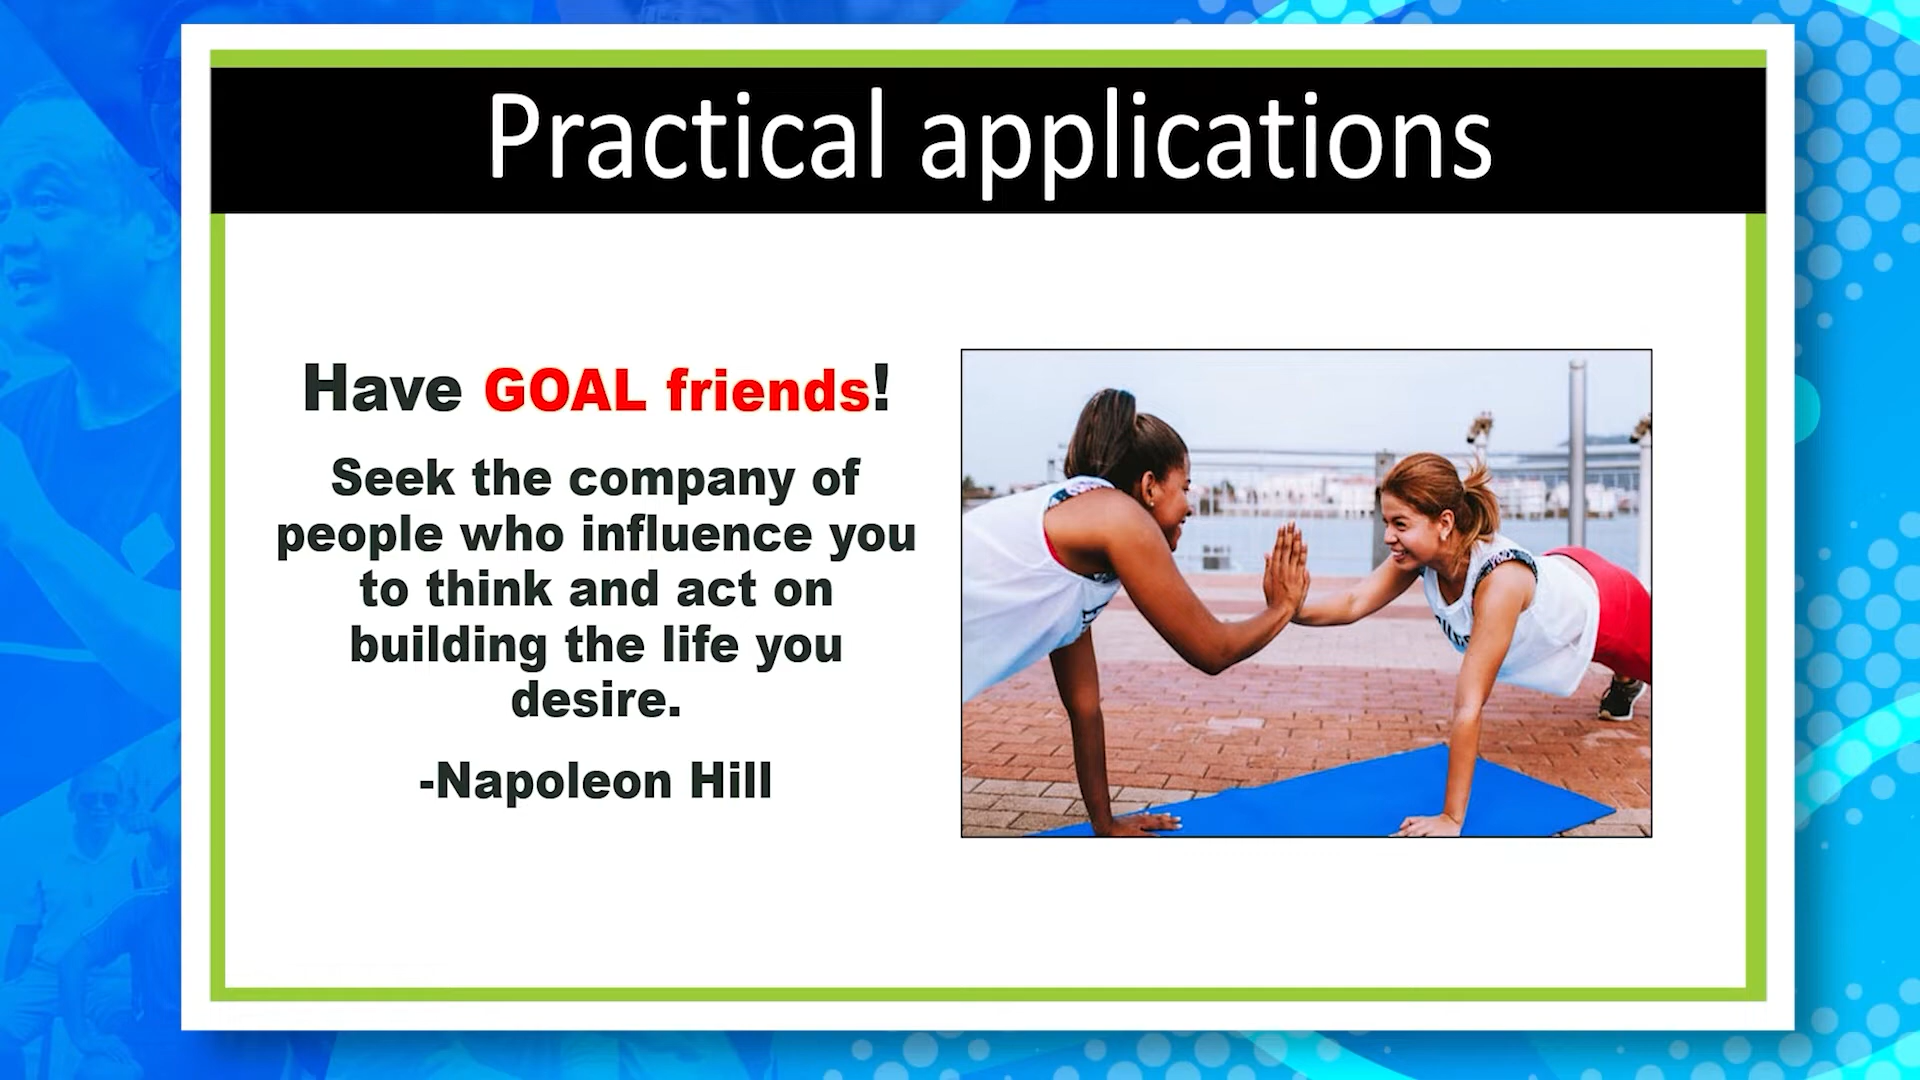 Practical applications
Have GOAL friends!
Seek the company of
people who influence you
to think and act on
building the life you
desire.
-Napoleon Hill